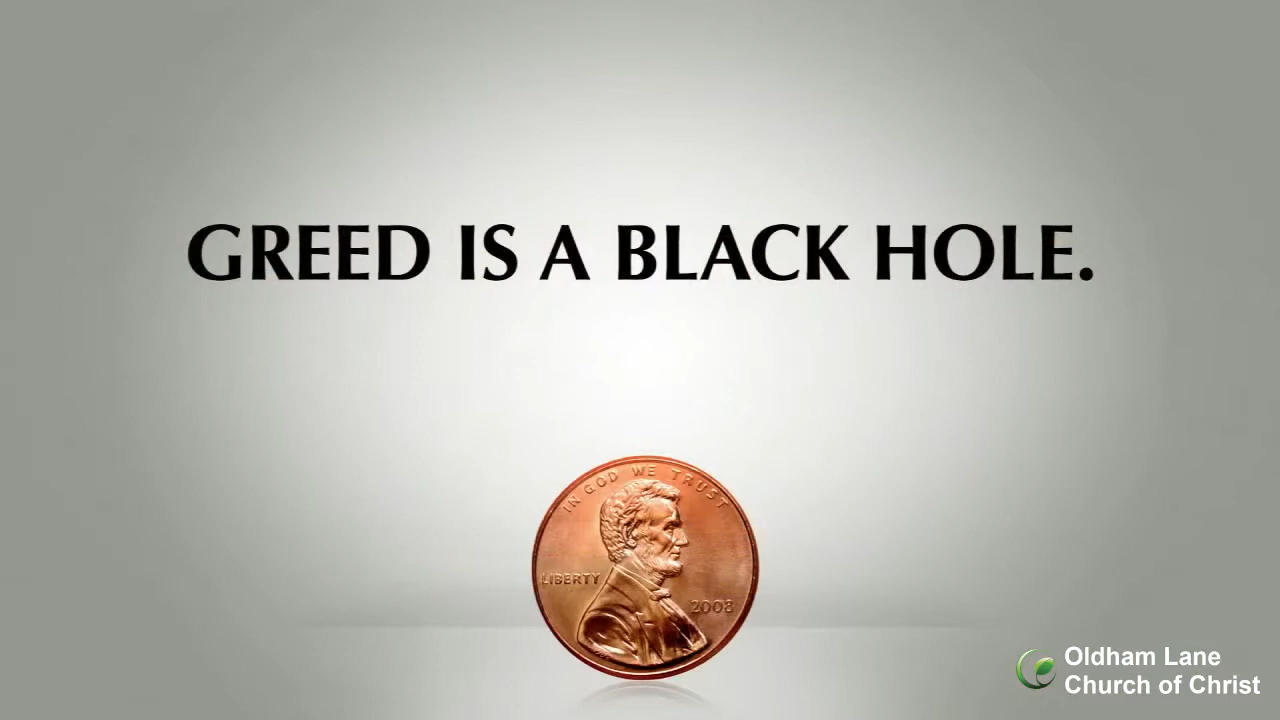 GREED IS A BLACK HOLE.
IN GOD WE TRUST
LIBERTY
2008
Oldham Lane
Church of Christ